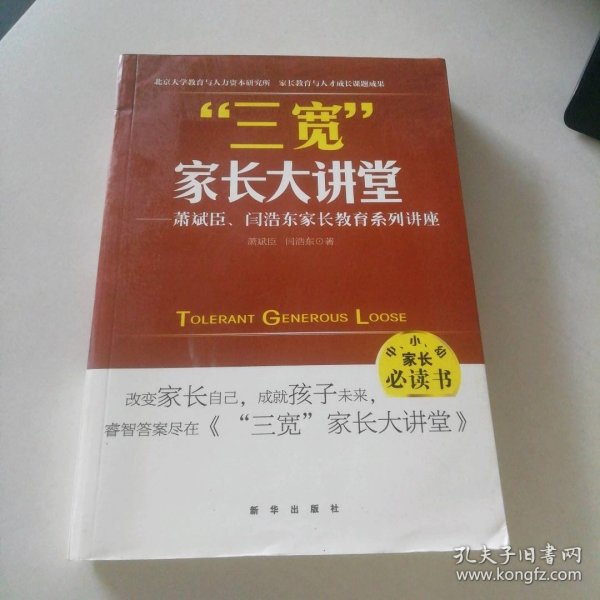 北京大学教育与人力资本研究所 家长教育与人才成长课题成果
“三宽”
家长大讲堂
——萧斌臣、闫浩东家长教育系列讲座
萧斌臣 闫浩东◎著
TOLERANT GENEROUS LOOSE
中、小、幼
家长
必读书
改变家长自己，成就孩子未来，
睿智答案尽在《“三宽”家长大讲堂》
新华出版社
孔夫子旧书网
www.kongfz.com